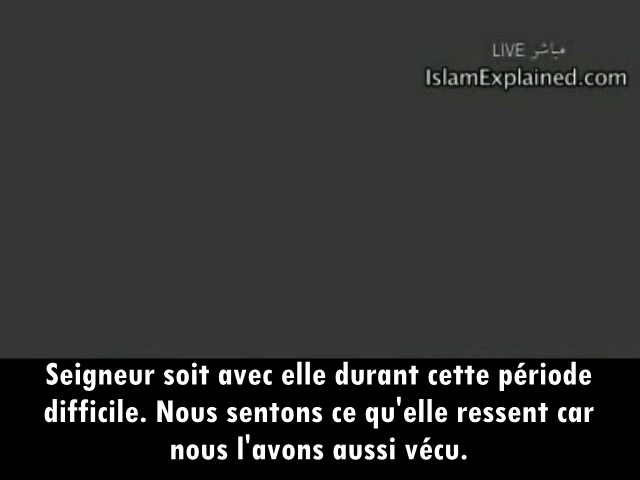 LIVE مباشر
IslamExplained.com
Seigneur soit avec elle durant cette période
difficile. Nous sentons ce qu'elle ressent car
nous l'avons aussi vécu.